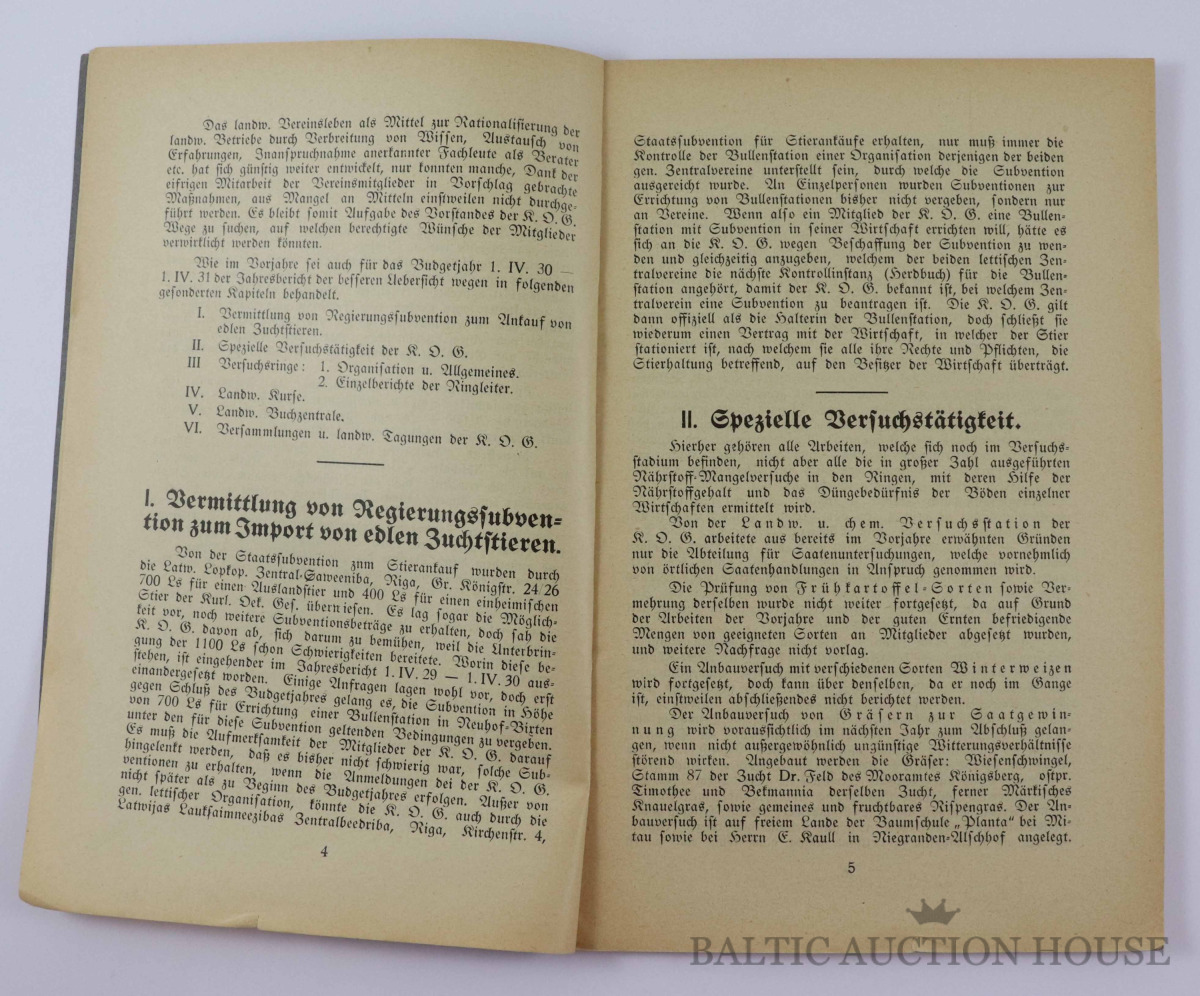 Das landw. Vereinsleben als Mittel zur Rationalisierung der
landw. Betriebe durch Verbreitung von Wissen, Austausch von
Erfahrungen, Inanspruchnahme anerkannter Fachleute als Berater
etc. hat sich günstig weiter entwickelt, nur konnten manche, Dank der
eifrigen Mitarbeit der Vereinsmitglieder in Vorschlag gebrachte
Maßnahmen, aus Mangel an Mitteln einstweilen nicht durchge-
führt werden. Es bleibt somit Aufgabe des Vorstandes der K. O. G.
Wege zu suchen, auf welchen berechtigte Wünsche der Mitglieder
verwirklicht werden könnten.
Wie im Vorjahre sei auch für das Budgetjahr 1. IV. 30 —
1. IV. 31 der Jahresbericht der besseren Uebersicht wegen in folgenden
gesonderten Kapiteln behandelt.
I. Vermittlung von Regierungssubvention zum Ankauf von
edlen Zuchtstieren.
II. Spezielle Versuchstätigkeit der K. O. G.
III Versuchsringe: 1. Organisation u. Allgemeines.
2. Einzelberichte der Ringleiter.
IV. Landw. Kurse.
V. Landw. Buchzentrale.
VI. Versammlungen u. landw. Tagungen der K. O. G.
I. Vermittlung von Regierungssubven-
tion zum Import von edlen Zuchtstieren.
Von der Staatssubvention znm Stierankauf wurden durch
die Latw. Lopkop. Zentral-Saweeniba, Riga, Gr. Königstr. 24/26
700 Ls für einen Auslandstier und 400 Ls für einen einheimischen
Stier der Kurl. Oek. Ges. überwiesen. Es lag sogar die Möglich-
keit vor, noch weitere Subventionsbeträge zu erhalten, doch sah die
K. O. G. davon ab, sich darum zu bemühen, weil die Unterbrin-
gung der 1100 Ls schon Schwierigkeiten bereitete. Worin diese be-
stehen, ist eingehender im Jahresbericht 1. IV. 29 — 1. IV. 30 aus-
einandergesetzt worden. Einige Anfragen lagen wohl vor, doch erst
gegen Schluß des Budgetjahres gelang es, die Subvention in Höhe
von 700 Ls für Errichtung einer Bullenstation in Neuhof-Birten
unter den für diese Subvention geltenden Bedingungen zu vergeben.
Es muß die Aufmerksamkeit der Mitglieder der K. O. G. darauf
hingelenkt werden, daß es bisher nicht schwierig war, solche Sub-
ventionen zu erhalten, wenn die Anmeldungen bei der K. O. G.
nicht später als zu Beginn des Budgetjahres erfolgen. Außer von
gen. lettischer Organisation, könnte die K. O. G. auch durch die
Latwijas Lauksaimneezibas Zentralbeedriba, Riga, Kirchenstr. 4,
4
Staatssubvention für Stierankäufe erhalten, nur muß immer die
Kontrolle der Bullenstation einer Organisation derjenigen der beiden
gen. Zentralvereine unterstellt sein, durch welche die Subvention
ausgereicht wurde. An Einzelpersonen wurden Subventionen zur
Errichtung von Bullenstationen bisher nicht vergeben, sondern nur
an Vereine. Wenn also ein Mitglied der K. O. G. eine Bullen-
station mit Subvention in seiner Wirtschaft errichten will, hätte es
sich an die K. O. G. wegen Beschaffung der Subvention zu wen-
den und gleichzeitig anzugeben, welchem der beiden lettischen Zen-
tralvereine die nächste Kontrollinstanz (Herdbuch) für die Bullen-
station angehört, damit der K. O. G. bekannt ist, bei welchem Zen-
tralverein eine Subvention zu beantragen ist. Die K. O. G. gilt
dann offiziell als die Halterin der Bullenstation, doch schließt sie
wiederum einen Vertrag mit der Wirtschaft, in welcher der Stier
stationiert ist, nach welchem sie alle ihre Rechte und Pflichten, die
Stierhaltung betreffend, auf den Besitzer der Wirtschaft überträgt.
II. Spezielle Versuchstätigkeit.
Hierher gehören alle Arbeiten, welche sich noch im Versuchs-
stadium befinden, nicht aber alle die in großer Zahl ausgeführten
Nährstoff-Mangelversuche in den Ringen, mit deren Hilfe der
Nährstoffgehalt und das Düngebedürfnis der Böden einzelner
Wirtschaften ermittelt wird.
Von der Landw. u. chem. Versuchsstation der
K. O. G. arbeitete aus bereits im Vorjahre erwähnten Gründen
nur die Abteilung für Saatenuntersuchungen, welche vornehmlich
von örtlichen Saatenhandlungen in Anspruch genommen wird.
Die Prüfung von Frühkartoffel-Sorten sowie Ver-
mehrung derselben wurde nicht weiter fortgesetzt, da auf Grund
der Arbeiten der Vorjahre und der guten Ernten befriedigende
Mengen von geeigneten Sorten an Mitglieder abgesetzt wurden,
und weitere Nachfrage nicht vorlag.
Ein Anbauversuch mit verschiedenen Sorten Winterweizen
wird fortgesetzt, doch kann über denselben, da er noch im Gange
ist, einstweilen abschließendes nicht berichtet werden.
Der Anbauversuch von Gräsern zur Saatgewin-
nung wird voraussichtlich im nächsten Jahr zum Abschluß gelan-
gen, wenn nicht außergewöhnlich ungünstige Witterungsverhältnisse
störend wirken. Angebaut werden die Gräser: Wiesenschwingel,
Stamm 87 der Zucht Dr. Feld des Mooramtes Königsberg, ostpr.
Timothee und Bekmannia derselben Zucht, ferner Märkisches
Knauelgras, sowie gemeines und fruchtbares Rispengras. Der An-
bauversuch ist auf freiem Lande der Baumschule „Planta" bei Mi-
tau sowie bei Herrn E. Kaull in Niegranden-Alschhof angelegt.
5
BALTIC AUCTION HOUSE